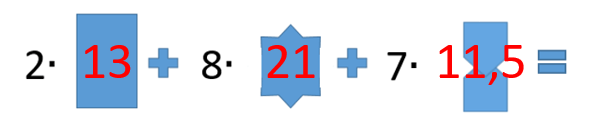 2· 13 + 8· 21 + 7· 11,5 =